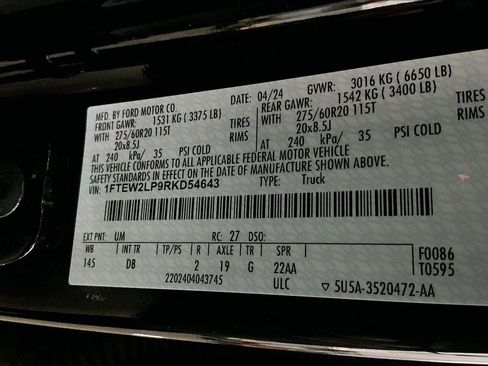 MFD. BY FORD MOTOR CO. DATE: 04/24 GVWR: 3016 KG ( 6650 LB)
FRONT GAWR: 1531 KG ( 3375 LB) REAR GAWR: 1542 KG ( 3400 LB)
WITH 275/60R20 115T TIRES WITH 275/60R20 115T TIRES
20x8.5J RIMS 20x8.5J RIMS
AT 240 kPa/ 35 PSI COLD AT 240 kPa/ 35 PSI COLD
THIS VEHICLE CONFORMS TO ALL APPLICABLE FEDERAL MOTOR VEHICLE
SAFETY STANDARDS IN EFFECT ON THE DATE OF MANUFACTURE SHOWN ABOVE.
VIN: 1FTEW2LP9RKD54643 TYPE: Truck
EXT PNT: UM RC: 27 DSO:
WB INT TR TP/PS R AXLE TR SPR F0086
145 DB 2 19 G 22AA T0595
2202404043745 ULC ▽ 5U5A-3520472-AA